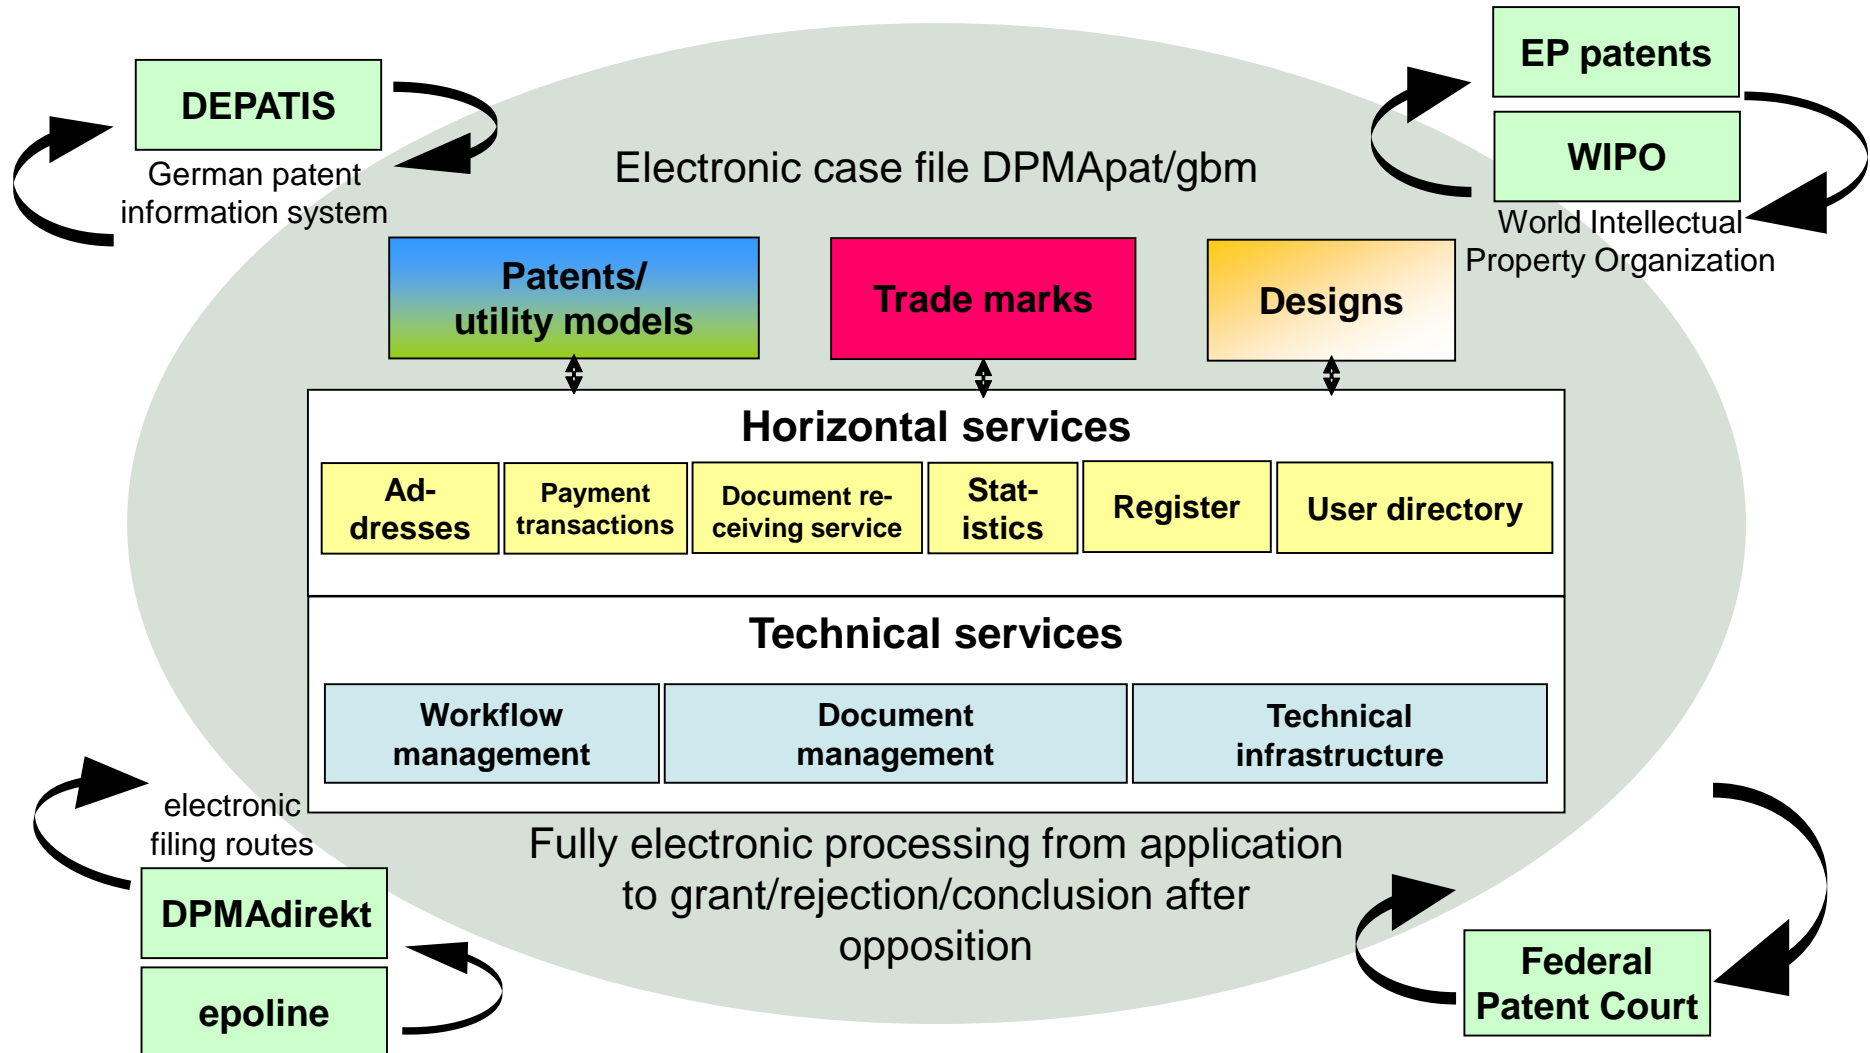 DEPATIS
German patent
information system
EP patents
WIPO
World Intellectual
Property Organization
Electronic case file DPMApat/gbm
Patents/
utility models
Trade marks
Designs
Horizontal services
Ad-
dresses
Payment
transactions
Document re-
ceiving service
Stat-
istics
Register
User directory
Technical services
Workflow
management
Document
management
Technical
infrastructure
electronic
filing routes
DPMAdirekt
epoline
Fully electronic processing from application
to grant/rejection/conclusion after
opposition
Federal
Patent Court